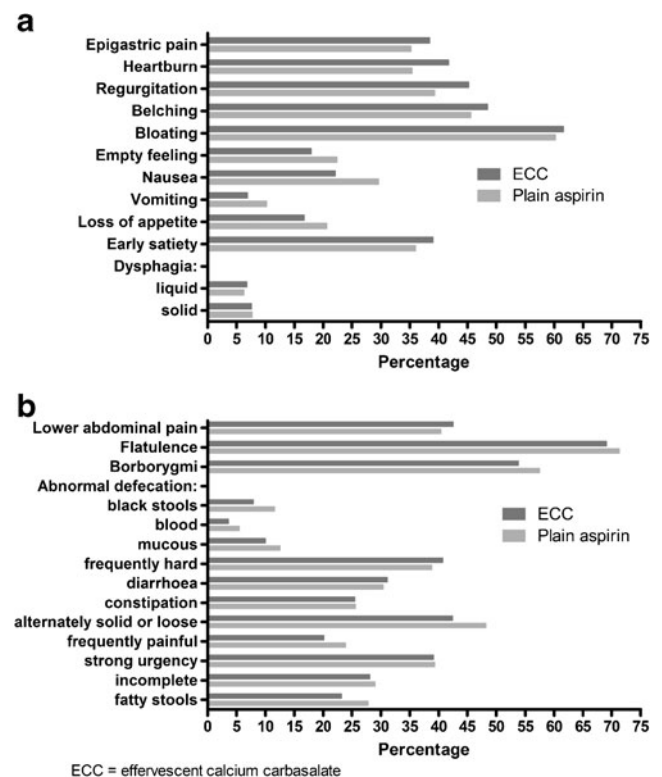 a
Epigastric pain
Heartburn
Regurgitation
Belching
Bloating
Empty feeling
Nausea
Vomiting
Loss of appetite
Early satiety
Dysphagia:
liquid
solid
ECC
Plain aspirin
0 5 10 15 20 25 30 35 40 45 50 55 60 65 70 75
Percentage
b
Lower abdominal pain
Flatulence
Borborygmi
Abnormal defecation:
black stools
blood
mucous
frequently hard
diarrhoea
constipation
alternately solid or loose
frequently painful
strong urgency
incomplete
fatty stools
ECC
Plain aspirin
0 5 10 15 20 25 30 35 40 45 50 55 60 65 70 75
Percentage
ECC = effervescent calcium carbasalate